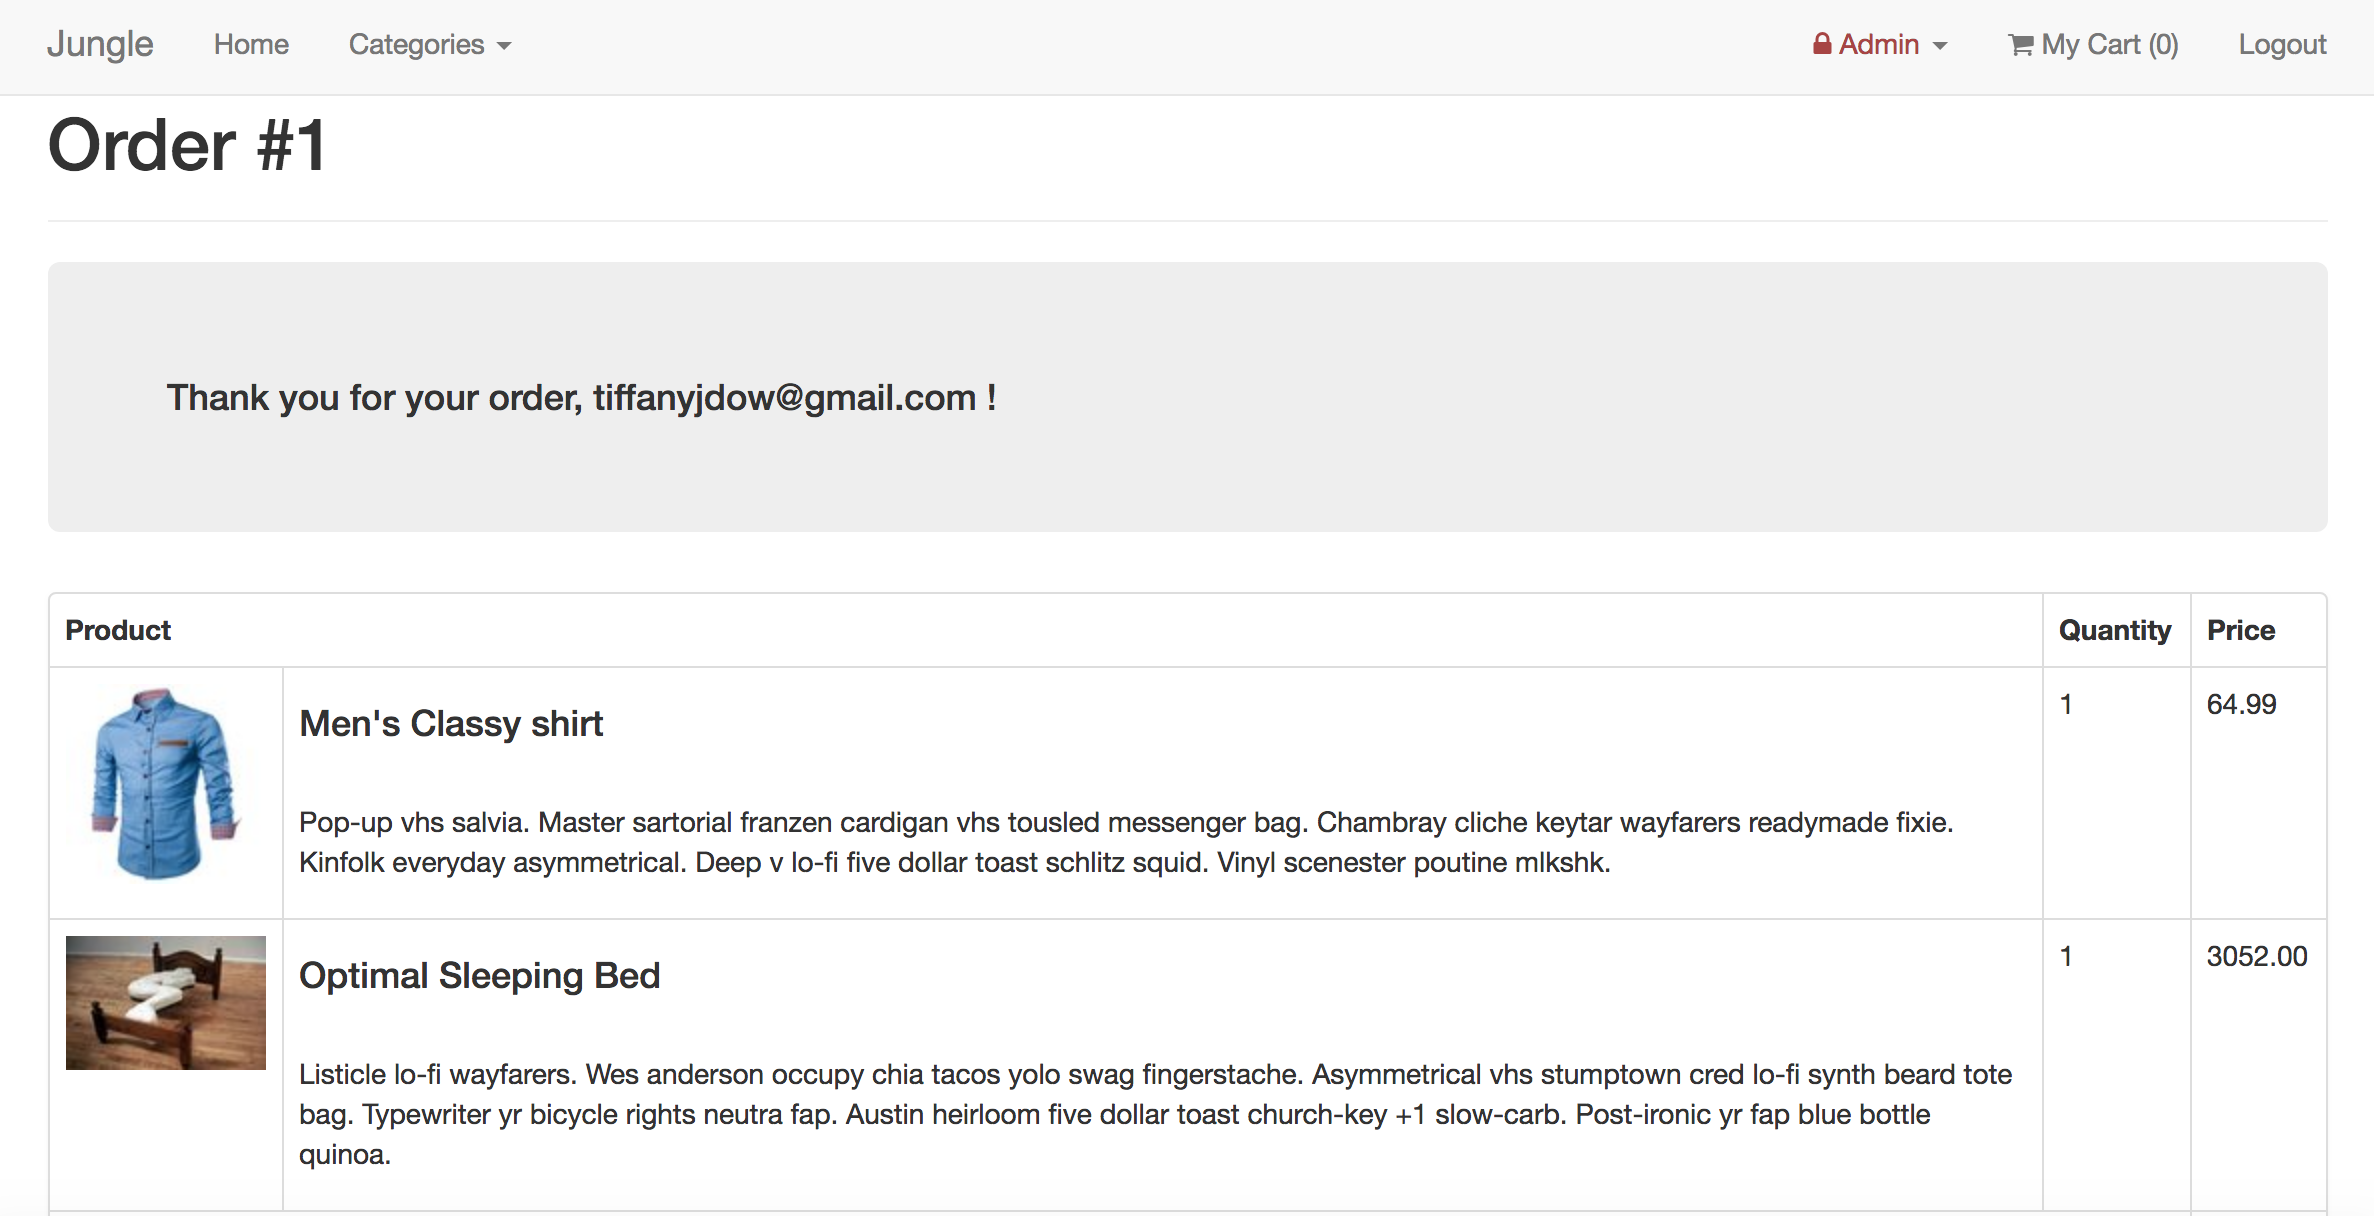 Jungle Home Categories Admin My Cart (0) Logout
Order #1
Thank you for your order, tiffanyjdow@gmail.com !
Product Quantity Price
Men's Classy shirt 1 64.99
Pop-up vhs salvia. Master sartorial franzen cardigan vhs tousled messenger bag. Chambray cliche keytar wayfarers readymade fixie.
Kinfolk everyday asymmetrical. Deep v lo-fi five dollar toast schlitz squid. Vinyl scenester poutine mlkshk.
Optimal Sleeping Bed 1 3052.00
Listicle lo-fi wayfarers. Wes anderson occupy chia tacos yolo swag fingerstache. Asymmetrical vhs stumptown cred lo-fi synth beard tote
bag. Typewriter yr bicycle rights neutra fap. Austin heirloom five dollar toast church-key +1 slow-carb. Post-ironic yr fap blue bottle
quinoa.